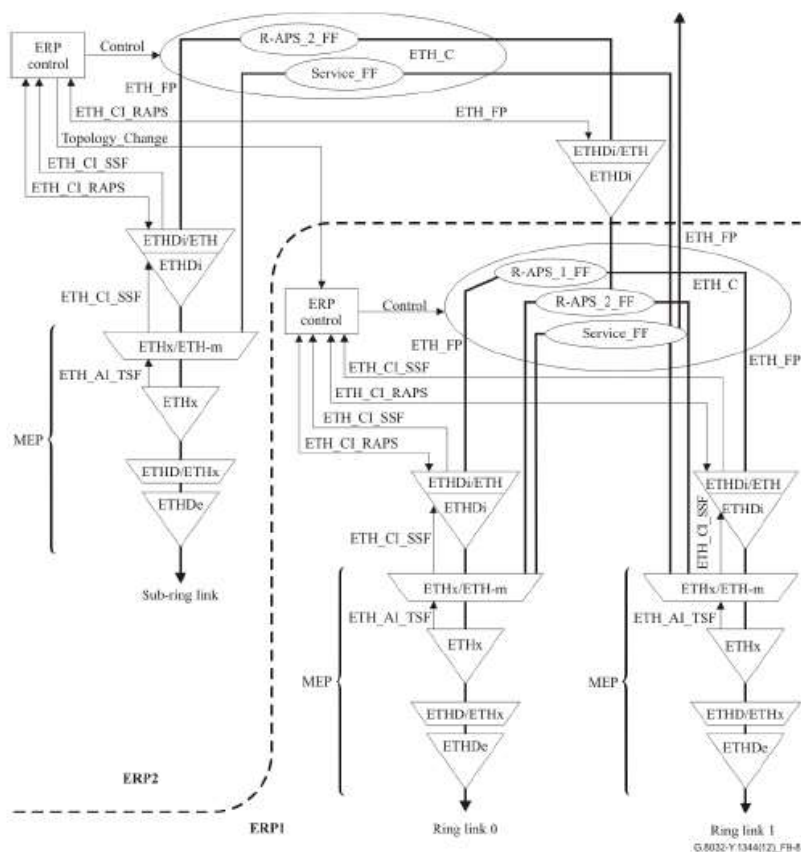 R-APS_2_FF
ERP
control
Control
ETH_C
Service_FF
ETH_FP
ETH_CI_RAPS
ETH_FP
Topology_Change
ETH_CI_SSF
ETHDi/ETH
ETHDi
ETH_CI_RAPS
ETHDi/ETH
ETHDi
ETH_FP
ETH_CI_SSF
R-APS_1_FF
ETH_C
ERP
control
Control
R-APS_2_FF
Service_FF
ETHx/ETH-m
ETH_FP
ETH_FP
ETH_AI_TSF
ETH_CI_SSF
ETHx
ETH_CI_RAPS
MEP
ETH_CI_SSF
ETH_CI_RAPS
ETHD/ETHx
ETHDi/ETH
ETHDi/ETH
ETHDe
ETHDi
ETHDi
ETH_CI_SSF
ETH_CI_SSF
Sub-ring link
ETHx/ETH-m
ETHx/ETH-m
ETH_AI_TSF
ETH_AI_TSF
ETHx
ETHx
MEP
MEP
ETHD/ETHx
ETHD/ETHx
ETHDe
ETHDe
ERP2
ERP1
Ring link 0
Ring link 1
G.8032-Y.1344(12)_F9-8